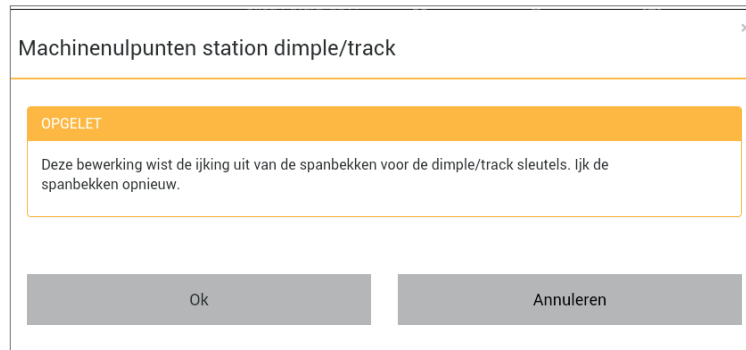 Machinenulpunten station dimple/track
OPGELET
Deze bewerking wist de ijking uit van de spanbekken voor de dimple/track sleutels. Ijk de
spanbekken opnieuw.
Ok
Annuleren